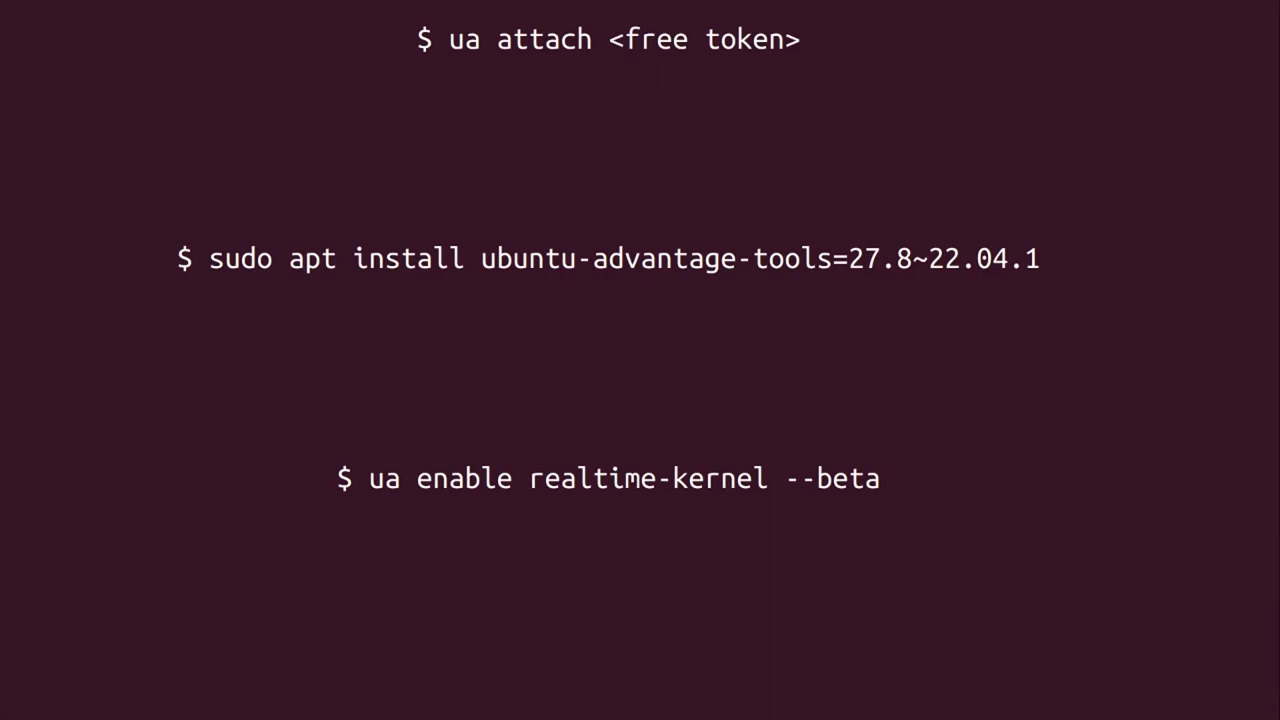 $ ua attach <free token>
$ sudo apt install ubuntu-advantage-tools=27.8~22.04.1
$ ua enable realtime-kernel --beta